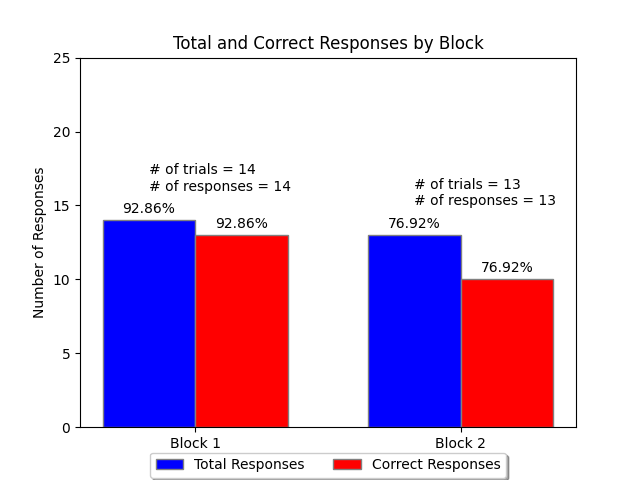 Total and Correct Responses by Block
Number of Responses
25
20
15
10
5
0
# of trials = 14
# of responses = 14
92.86%
92.86%
# of trials = 13
# of responses = 13
76.92%
76.92%
Block 1
Block 2
Total Responses
Correct Responses